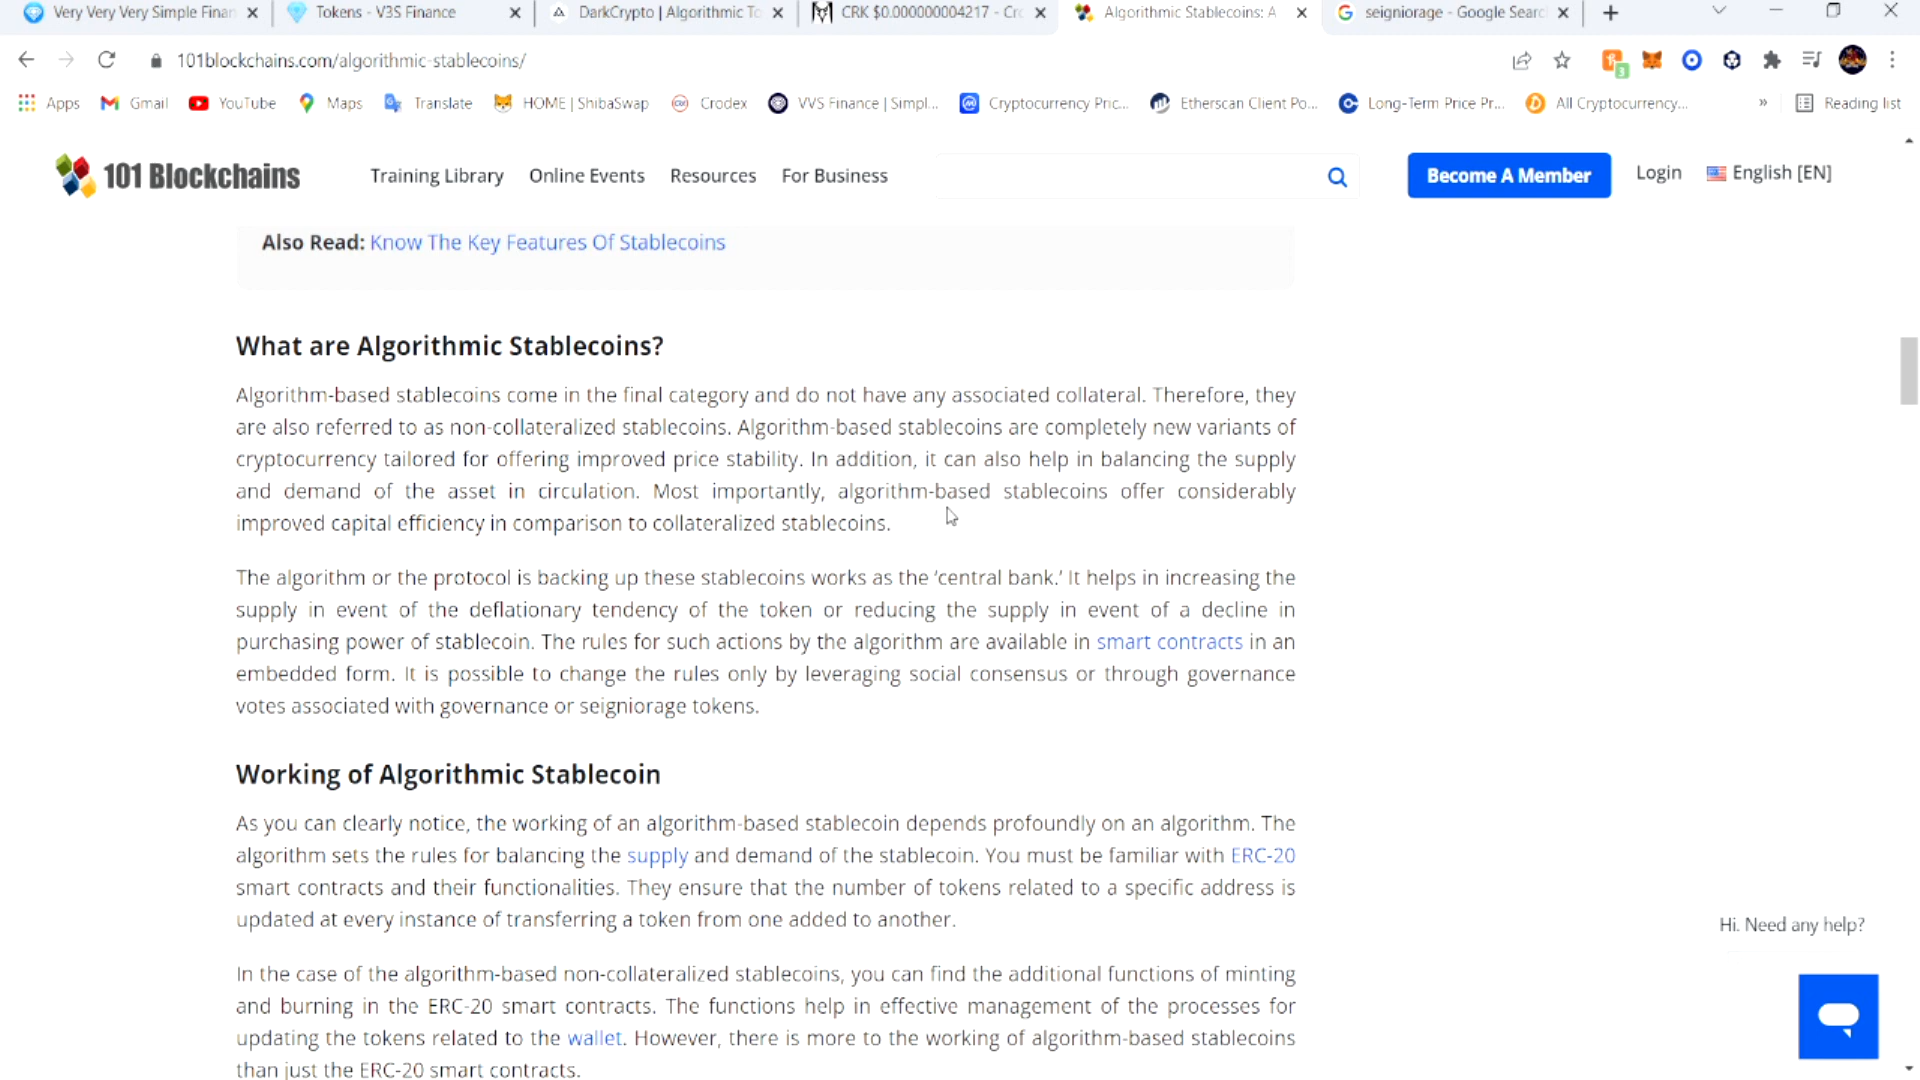 Very Very Very Simple Finan
Tokens - V3S Finance
DarkCrypto | Algorithmic To
CRK $0.000000004217 - Cro
Algorithmic Stablecoins: A
seigniorage - Google Search
101blockchains.com/algorithmic-stablecoins/
3
Apps
Gmail
YouTube
Maps
Translate
HOME | ShibaSwap
Crodex
VVS Finance | Simpl...
Cryptocurrency Pric...
Etherscan Client Po...
Long-Term Price Pr...
All Cryptocurrency...
»
Reading list
101 Blockchains
Training Library
Online Events
Resources
For Business
Become A Member
Login
English [EN]
Also Read: Know The Key Features Of Stablecoins
What are Algorithmic Stablecoins?
Algorithm-based stablecoins come in the final category and do not have any associated collateral. Therefore, they
are also referred to as non-collateralized stablecoins. Algorithm-based stablecoins are completely new variants of
cryptocurrency tailored for offering improved price stability. In addition, it can also help in balancing the supply
and demand of the asset in circulation. Most importantly, algorithm-based stablecoins offer considerably
improved capital efficiency in comparison to collateralized stablecoins.
The algorithm or the protocol is backing up these stablecoins works as the ‘central bank.’ It helps in increasing the
supply in event of the deflationary tendency of the token or reducing the supply in event of a decline in
purchasing power of stablecoin. The rules for such actions by the algorithm are available in smart contracts in an
embedded form. It is possible to change the rules only by leveraging social consensus or through governance
votes associated with governance or seigniorage tokens.
Working of Algorithmic Stablecoin
As you can clearly notice, the working of an algorithm-based stablecoin depends profoundly on an algorithm. The
algorithm sets the rules for balancing the supply and demand of the stablecoin. You must be familiar with ERC-20
smart contracts and their functionalities. They ensure that the number of tokens related to a specific address is
updated at every instance of transferring a token from one added to another.
Hi. Need any help?
In the case of the algorithm-based non-collateralized stablecoins, you can find the additional functions of minting
and burning in the ERC-20 smart contracts. The functions help in effective management of the processes for
updating the tokens related to the wallet. However, there is more to the working of algorithm-based stablecoins
than just the ERC-20 smart contracts.